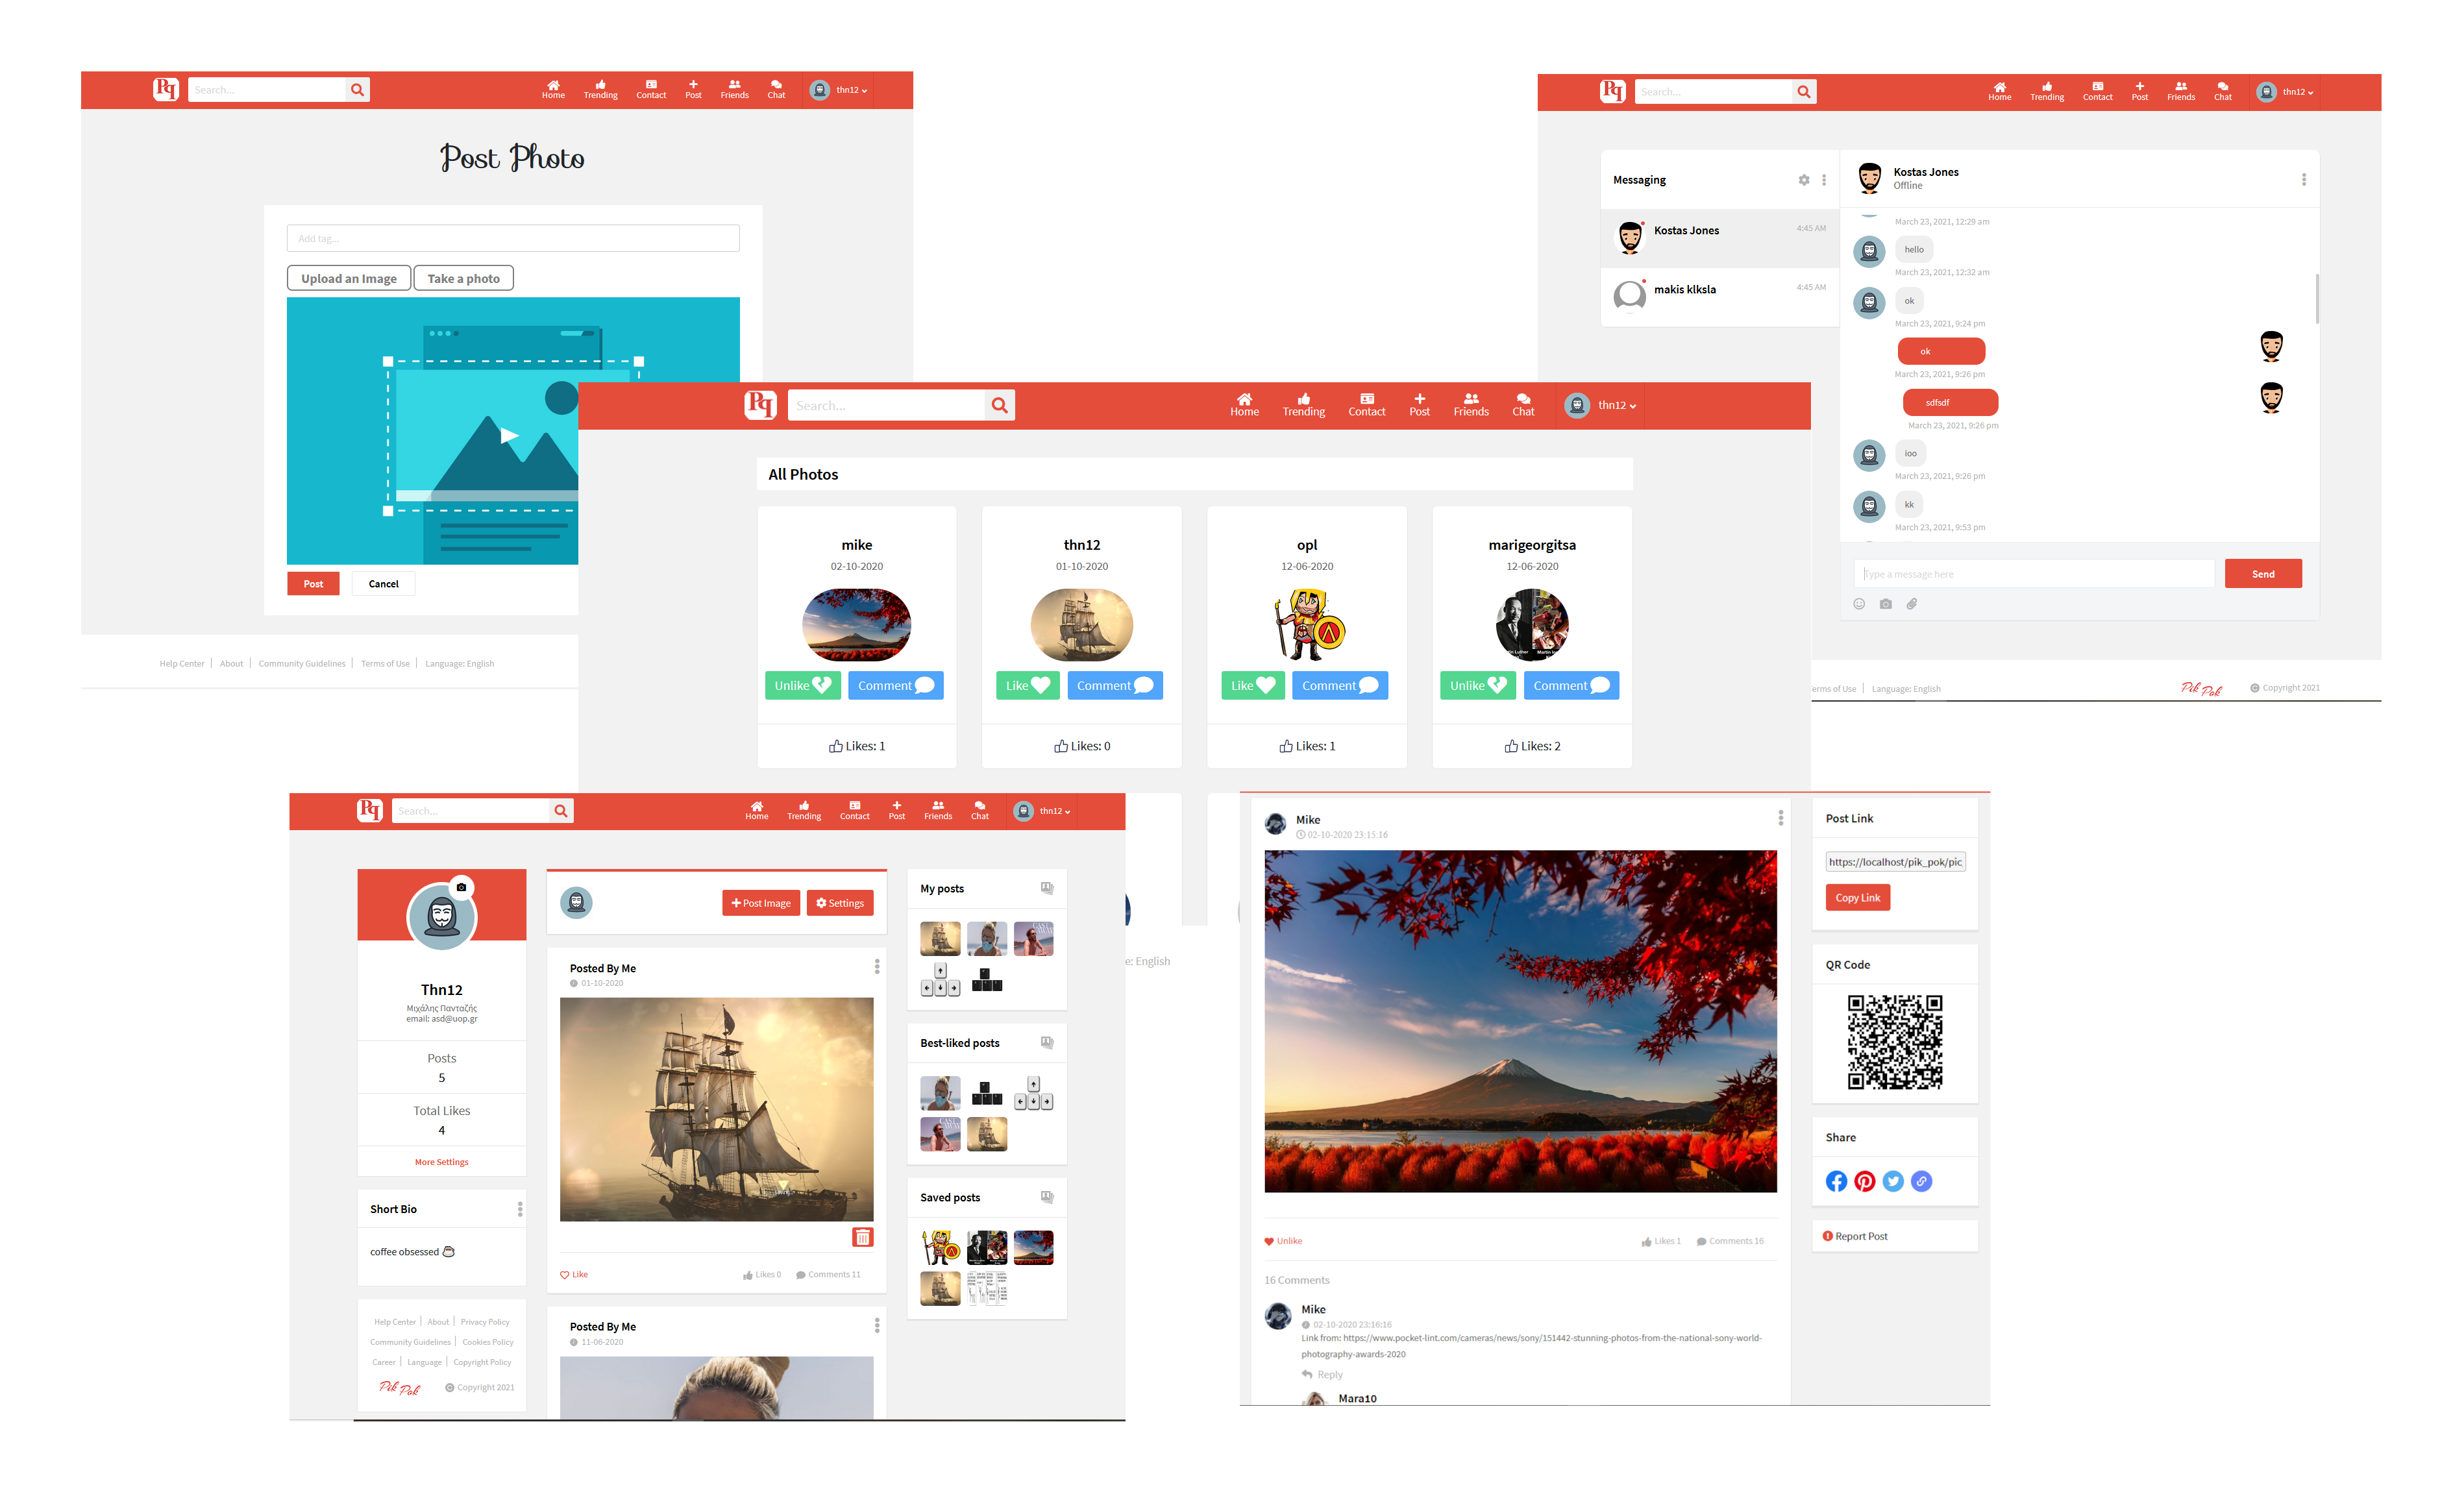 Pq
Search...
Home
Trending
Contact
Post
Friends
Chat
thn12
Post Photo
Add tag...
Upload an Image
Take a photo
Post
Cancel
Help Center
About
Community Guidelines
Terms of Use
Language: English
Pq
Search...
Home
Trending
Contact
Post
Friends
Chat
thn12
Messaging
Kostas Jones
4:45 AM
makis klksla
4:45 AM
Kostas Jones
Offline
March 23, 2021, 12:29 am
hello
March 23, 2021, 12:32 am
ok
March 23, 2021, 9:24 pm
ok
March 23, 2021, 9:26 pm
sdfsdf
March 23, 2021, 9:26 pm
ioo
March 23, 2021, 9:26 pm
kk
March 23, 2021, 9:53 pm
Type a message here
Send
erms of Use
Language: English
Pik Pok
Copyright 2021
Pq
Search...
Home
Trending
Contact
Post
Friends
Chat
thn12
All Photos
mike
02-10-2020
Unlike
Comment
Likes: 1
thn12
01-10-2020
Like
Comment
Likes: 0
opl
12-06-2020
Like
Comment
Likes: 1
marigeorgitsa
12-06-2020
Unlike
Comment
Likes: 2
e: English
Pq
Search...
Home
Trending
Contact
Post
Friends
Chat
thn12
Thn12
Μιχάλης Πανταζής
email: asd@uop.gr
Posts
5
Total Likes
4
More Settings
Short Bio
coffee obsessed
Help Center
About
Privacy Policy
Community Guidelines
Cookies Policy
Career
Language
Copyright Policy
Pik Pok
Copyright 2021
Post Image
Settings
Posted By Me
01-10-2020
Like
Likes 0
Comments 11
Posted By Me
11-06-2020
My posts
Best-liked posts
Saved posts
Mike
02-10-2020 23:15:16
Unlike
Likes 1
Comments 16
16 Comments
Mike
02-10-2020 23:16:16
Link from: https://www.pocket-lint.com/cameras/news/sony/151442-stunning-photos-from-the-national-sony-world-
photography-awards-2020
Reply
Mara10
Post Link
https://localhost/pik_pok/pic
Copy Link
QR Code
Share
Report Post